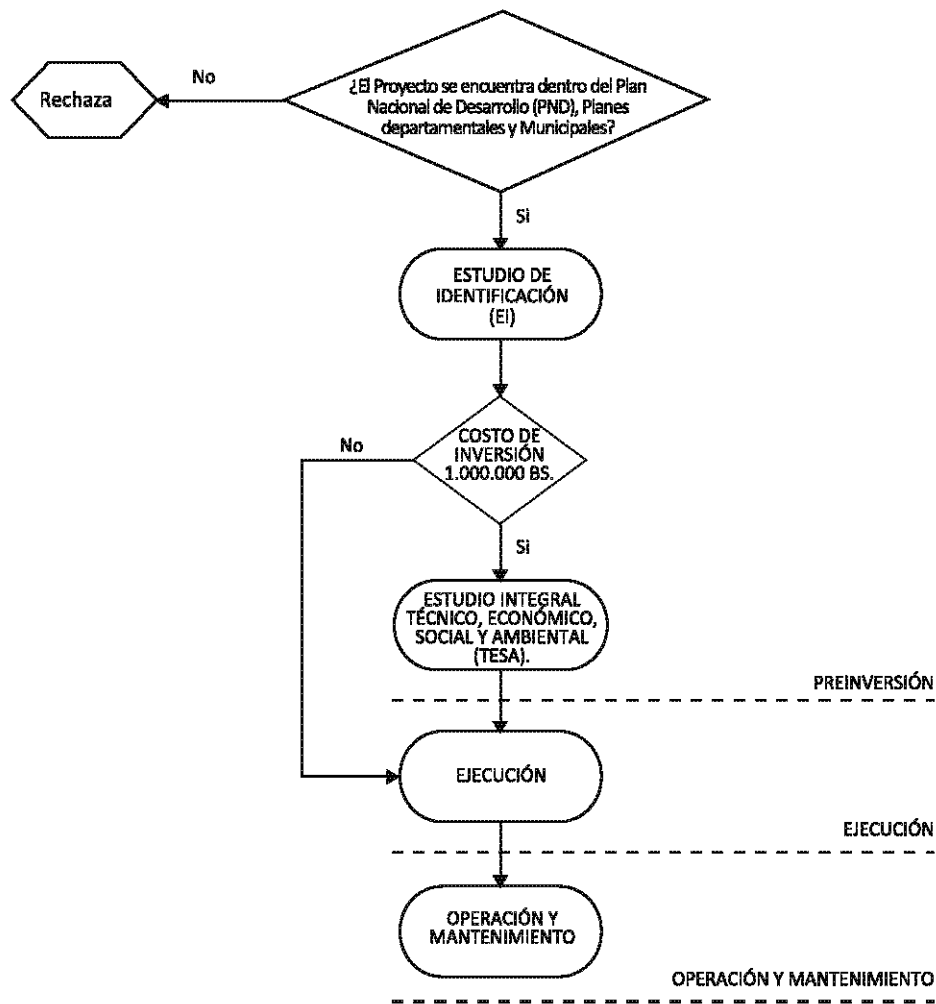 ¿El Proyecto se encuentra dentro del Plan
Nacional de Desarrollo (PND), Planes
departamentales y Municipales?
No
Rechaza
Si
ESTUDIO DE
IDENTIFICACIÓN
(EI)
COSTO DE
INVERSIÓN
1.000.000 BS.
No
Si
ESTUDIO INTEGRAL
TÉCNICO, ECONÓMICO,
SOCIAL Y AMBIENTAL
(TESA).
PREINVERSIÓN
EJECUCIÓN
EJECUCIÓN
OPERACIÓN Y
MANTENIMIENTO
OPERACIÓN Y MANTENIMIENTO